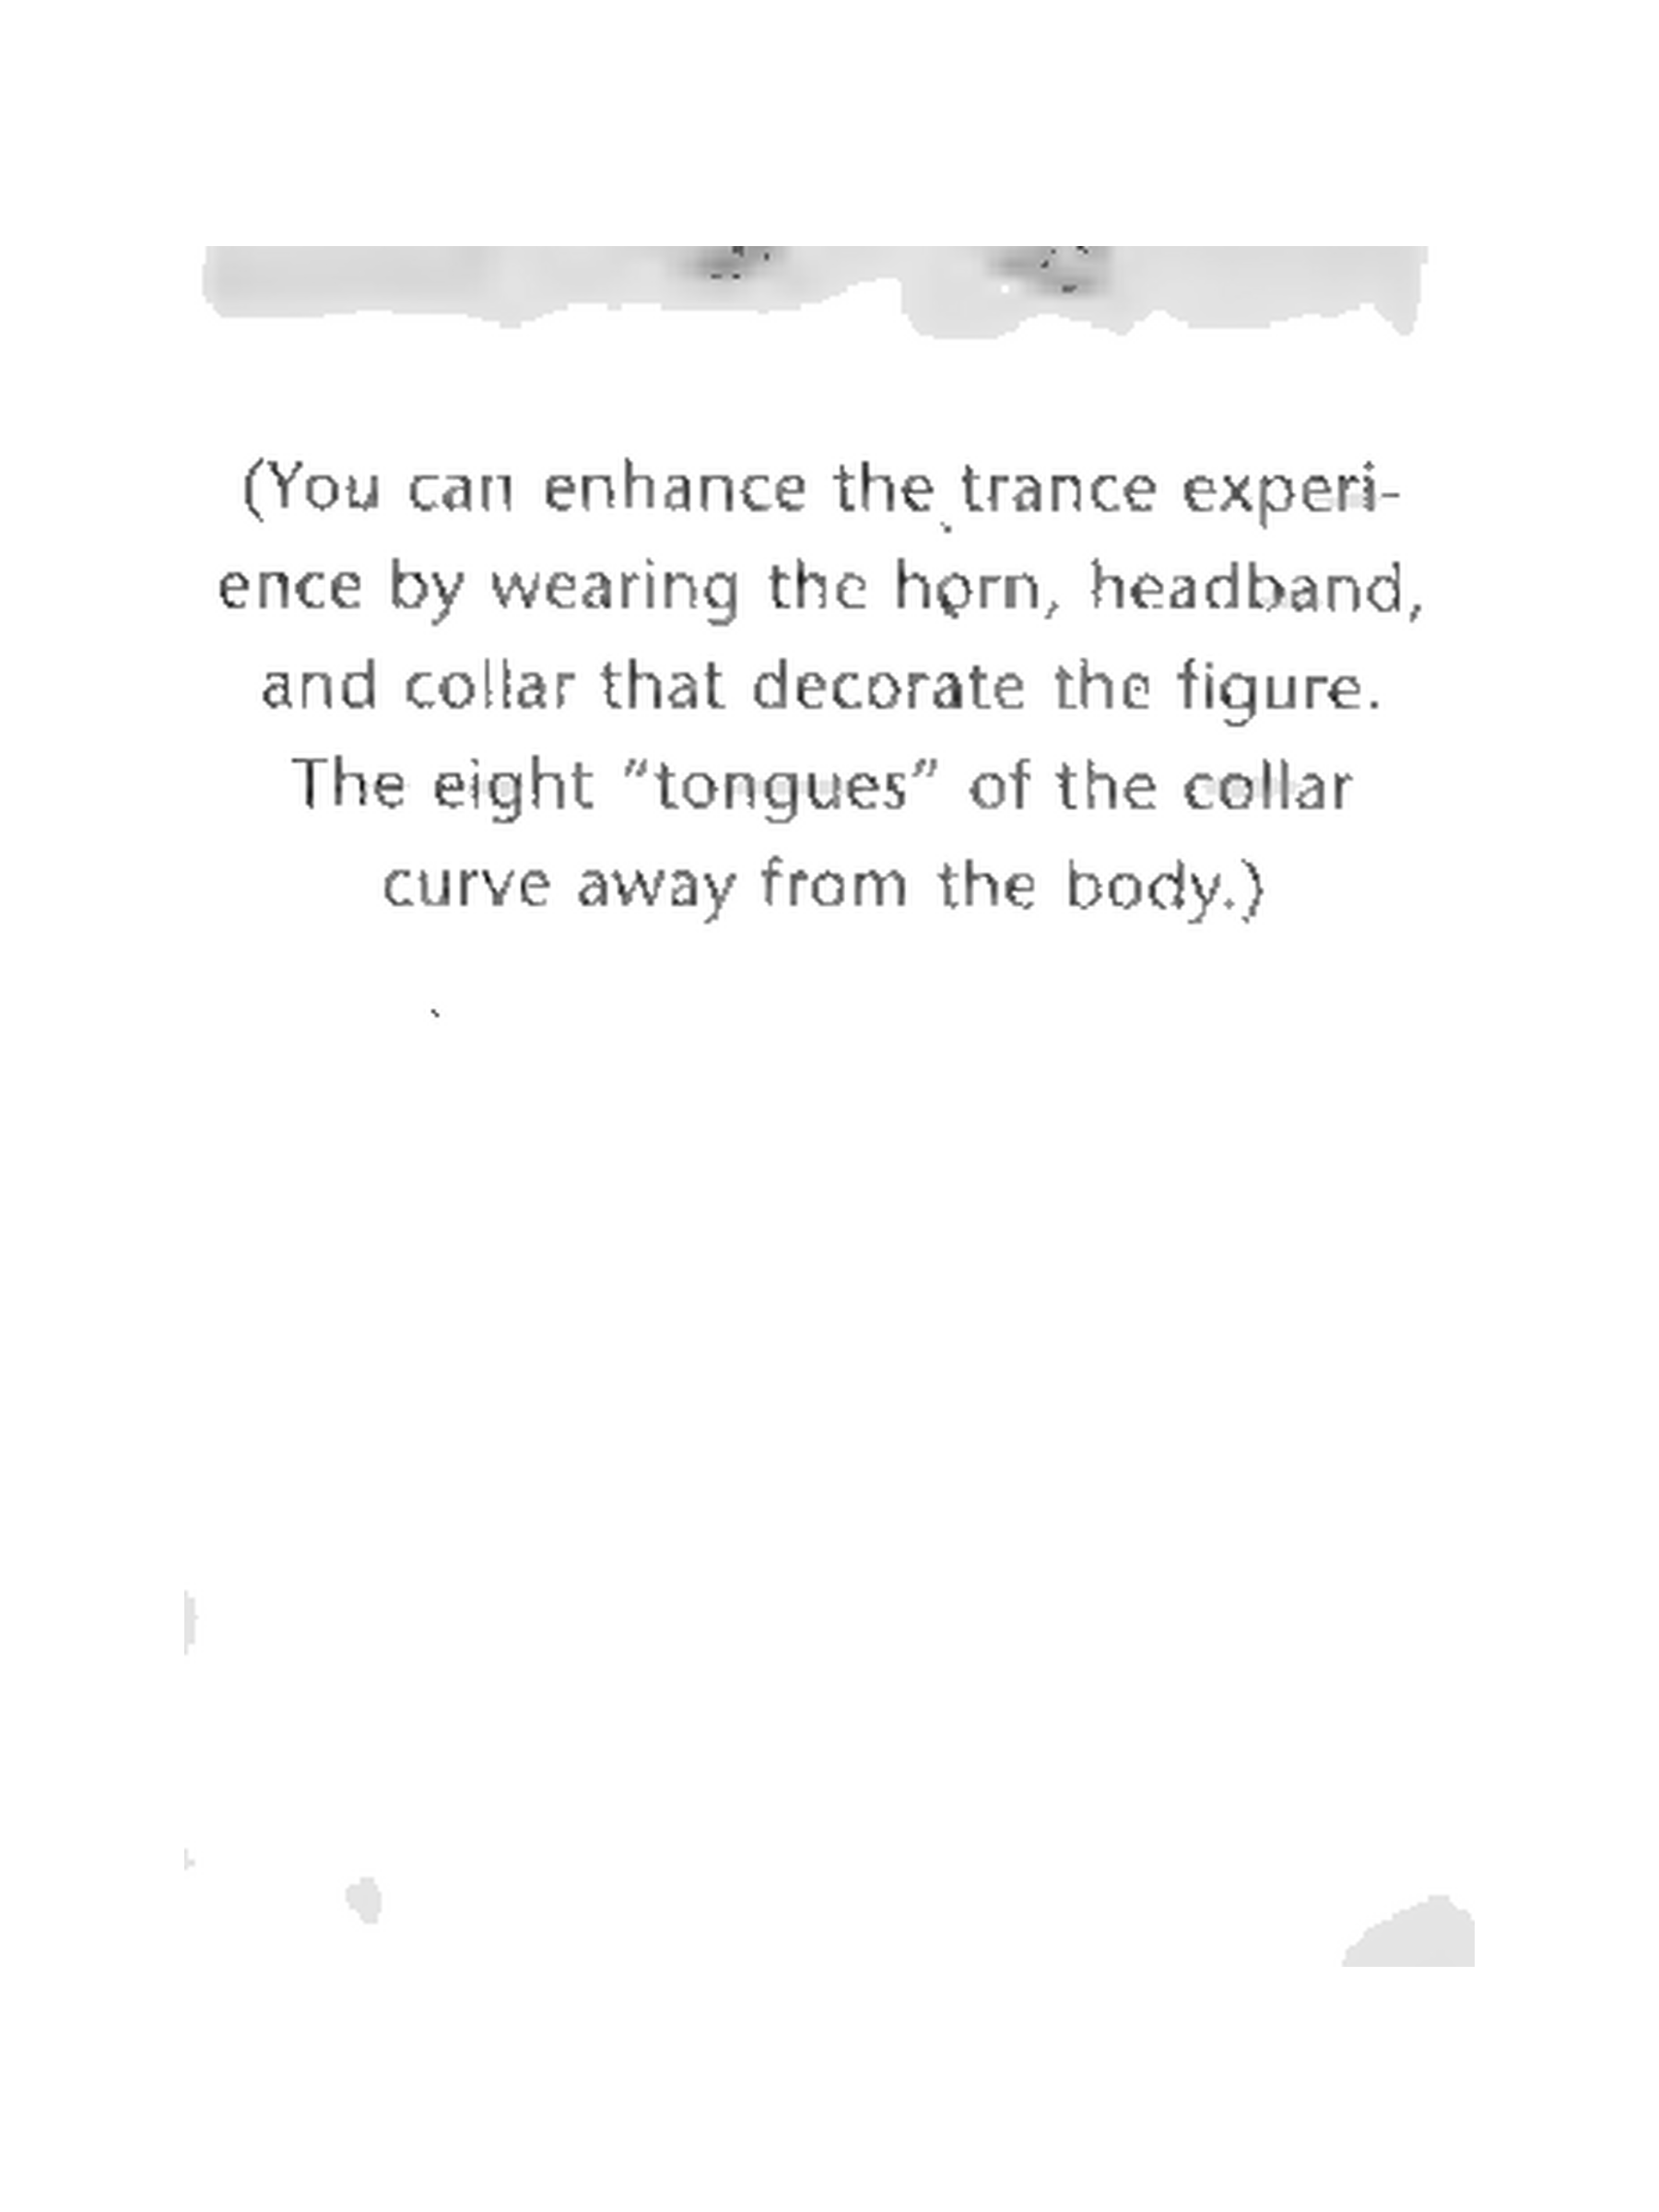 (You can enhance the trance experi-
ence by wearing the horn, headband,
and collar that decorate the figure.
The eight “tongues” of the collar
curve away from the body.)